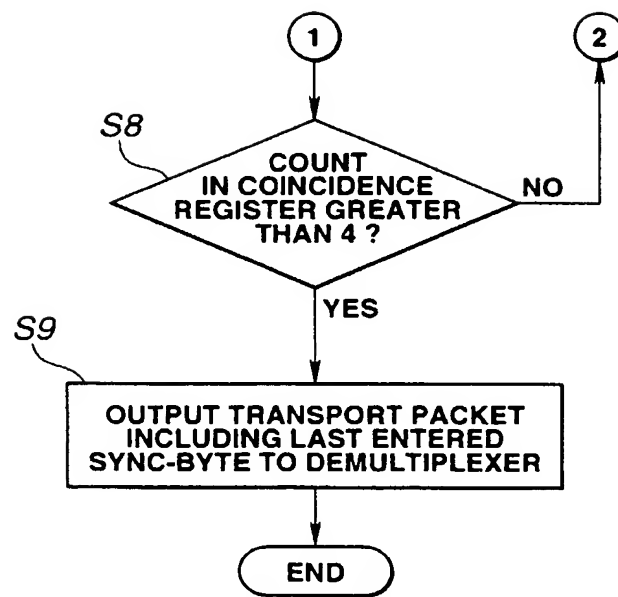 1
2
S8
COUNT
IN COINCIDENCE
REGISTER GREATER
THAN 4 ?
NO
YES
S9
OUTPUT TRANSPORT PACKET
INCLUDING LAST ENTERED
SYNC-BYTE TO DEMULTIPLEXER
END